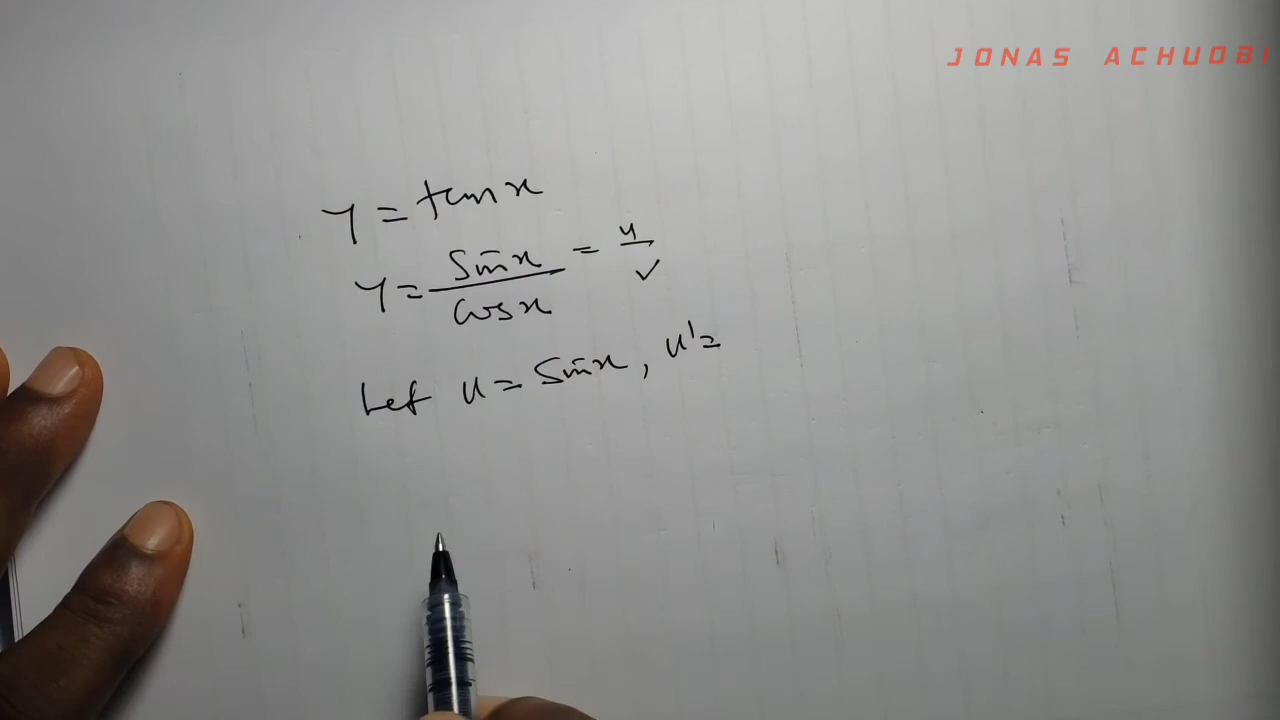 JONAS ACHUOBI
y = tan x
y = sin x / cos x = u / v
Let u = sin x, u' =